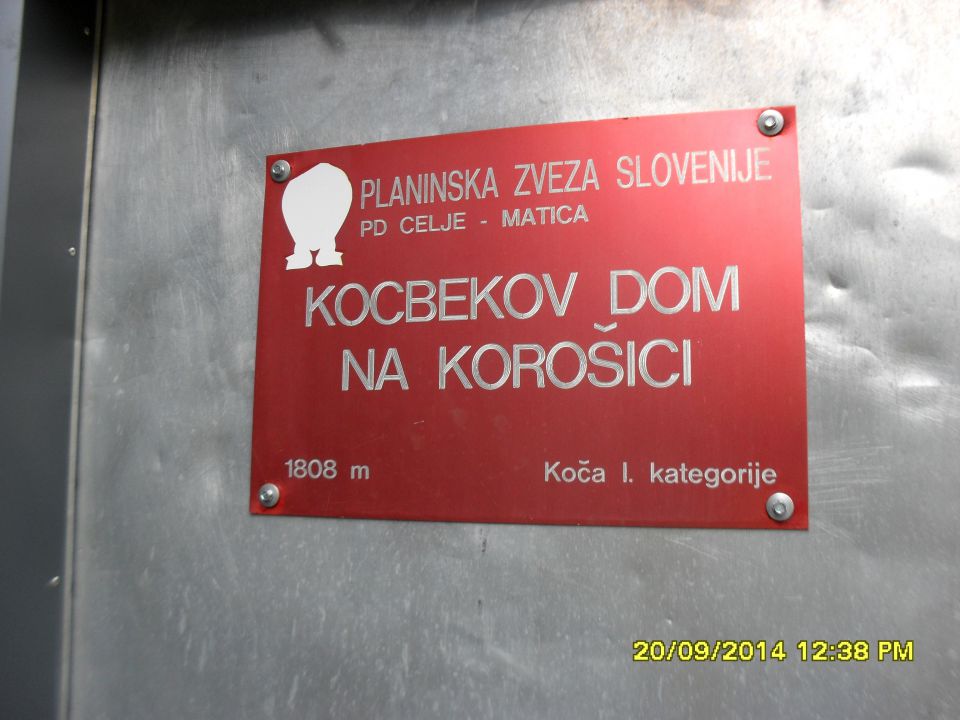 PLANINSKA ZVEZA SLOVENIJE
PD CELJE - MATICA
KOCBEKOV DOM
NA KOROŠICI
1808 m Koča I. kategorije
20/09/2014 12:38 PM